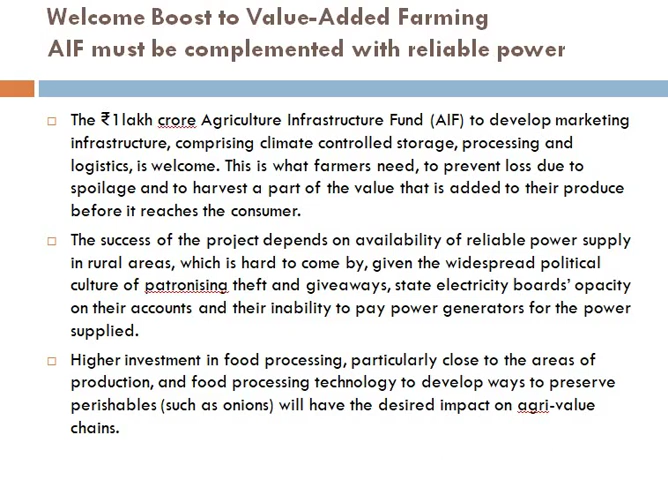 Welcome Boost to Value-Added Farming
AIF must be complemented with reliable power
The ₹1lakh crore Agriculture Infrastructure Fund (AIF) to develop marketing
infrastructure, comprising climate controlled storage, processing and
logistics, is welcome. This is what farmers need, to prevent loss due to
spoilage and to harvest a part of the value that is added to their produce
before it reaches the consumer.
The success of the project depends on availability of reliable power supply
in rural areas, which is hard to come by, given the widespread political
culture of patronising theft and giveaways, state electricity boards’ opacity
on their accounts and their inability to pay power generators for the power
supplied.
Higher investment in food processing, particularly close to the areas of
production, and food processing technology to develop ways to preserve
perishables (such as onions) will have the desired impact on agri-value
chains.